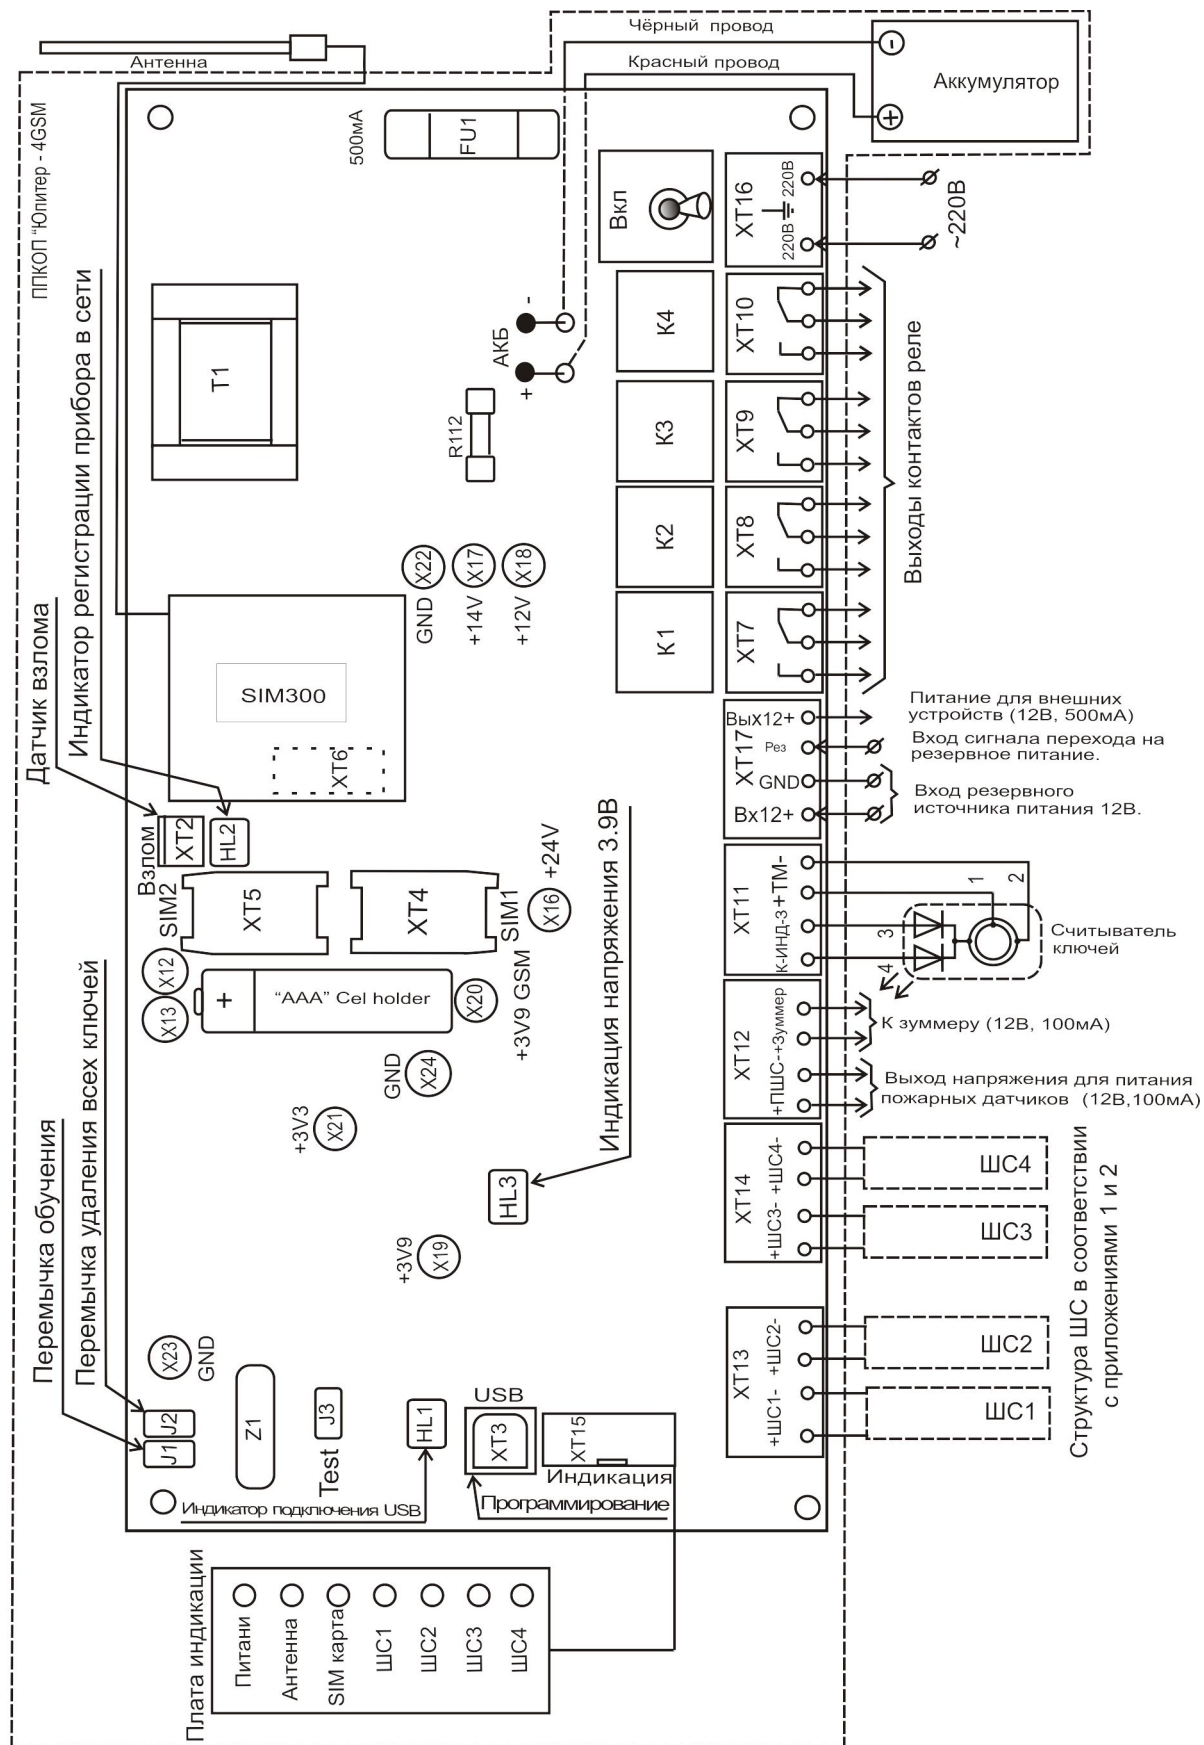 Чёрный провод
Антенна
Красный провод
Аккумулятор
-
+
ППКОП "Юпитер - 4GSM
500мА
FU1
Вкл
XT16
220В
220В
~220В
Индикатор регистрации прибора в сети
Датчик взлома
T1
АКБ
-
+
R112
K4
K3
K2
K1
XT10
XT9
XT8
XT7
Выходы контактов реле
GND
X22
+14V
X17
+12V
X18
SIM300
XT6
Взлом
XT2
HL2
XT17
Вых12+
Рез
GND
Вх12+
Питание для внешних
устройств (12В, 500мА)
Вход сигнала перехода на
резервное питание.
Вход резервного
источника питания 12В.
SIM2
XT5
XT4
SIM1
X16
+24V
XT11
К-ИНД-З+ТМ-
1
2
3
4
Считыватель
ключей
X12
X13
+
"AAA" Cel holder
X20
+3V9 GSM
GND
X24
+3V3
X21
Индикация напряжения 3.9В
HL3
+3V9
X19
XT12
+ПШС-+Зуммер
К зуммеру (12В, 100мА)
Выход напряжения для питания
пожарных датчиков (12В,100мА)
XT14
+ШС3- +ШС4-
ШС4
ШС3
XT13
+ШС1- +ШС2-
ШС2
ШС1
Структура ШС в соответствии
с приложениями 1 и 2
Перемычка обучения
Перемычка удаления всех ключей
X23
GND
J2
J1
Z1
J3
Test
HL1
USB
XT3
XT15
Индикация
Программирование
Индикатор подключения USB
Плата индикации
Питани
Антенна
SIM карта
ШС1
ШС2
ШС3
ШС4